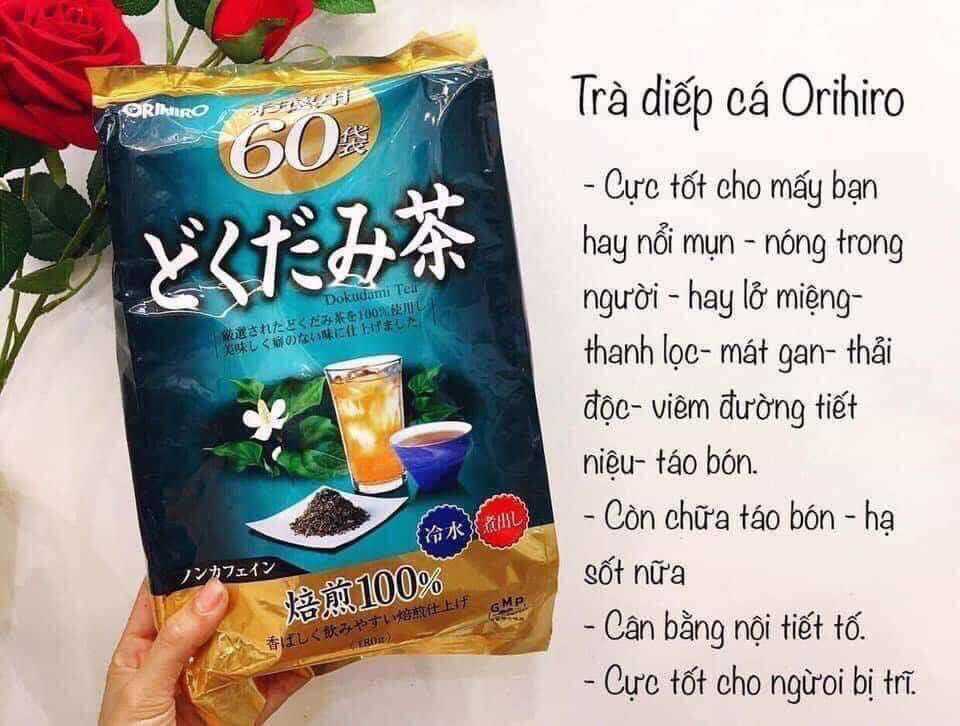 ORIHIRO
お徳用
60袋
どくだみ茶
Dokudami Tea
厳選されたどくだみ茶を100%使用し
美味しく癖のない味に仕上げました。
冷水
煮出し
ノンカフェイン
焙煎100%
香ばしく飲みやすい焙煎仕上げ
(180g)
GMP
Trà diếp cá Orihiro
- Cực tốt cho mấy bạn
hay nổi mụn - nóng trong
người - hay lở miệng-
thanh lọc- mát gan- thải
độc- viêm đường tiết
niệu- táo bón.
- Còn chữa táo bón - hạ
sốt nữa
- Cân bằng nội tiết tố.
- Cực tốt cho ngừoi bị trĩ.